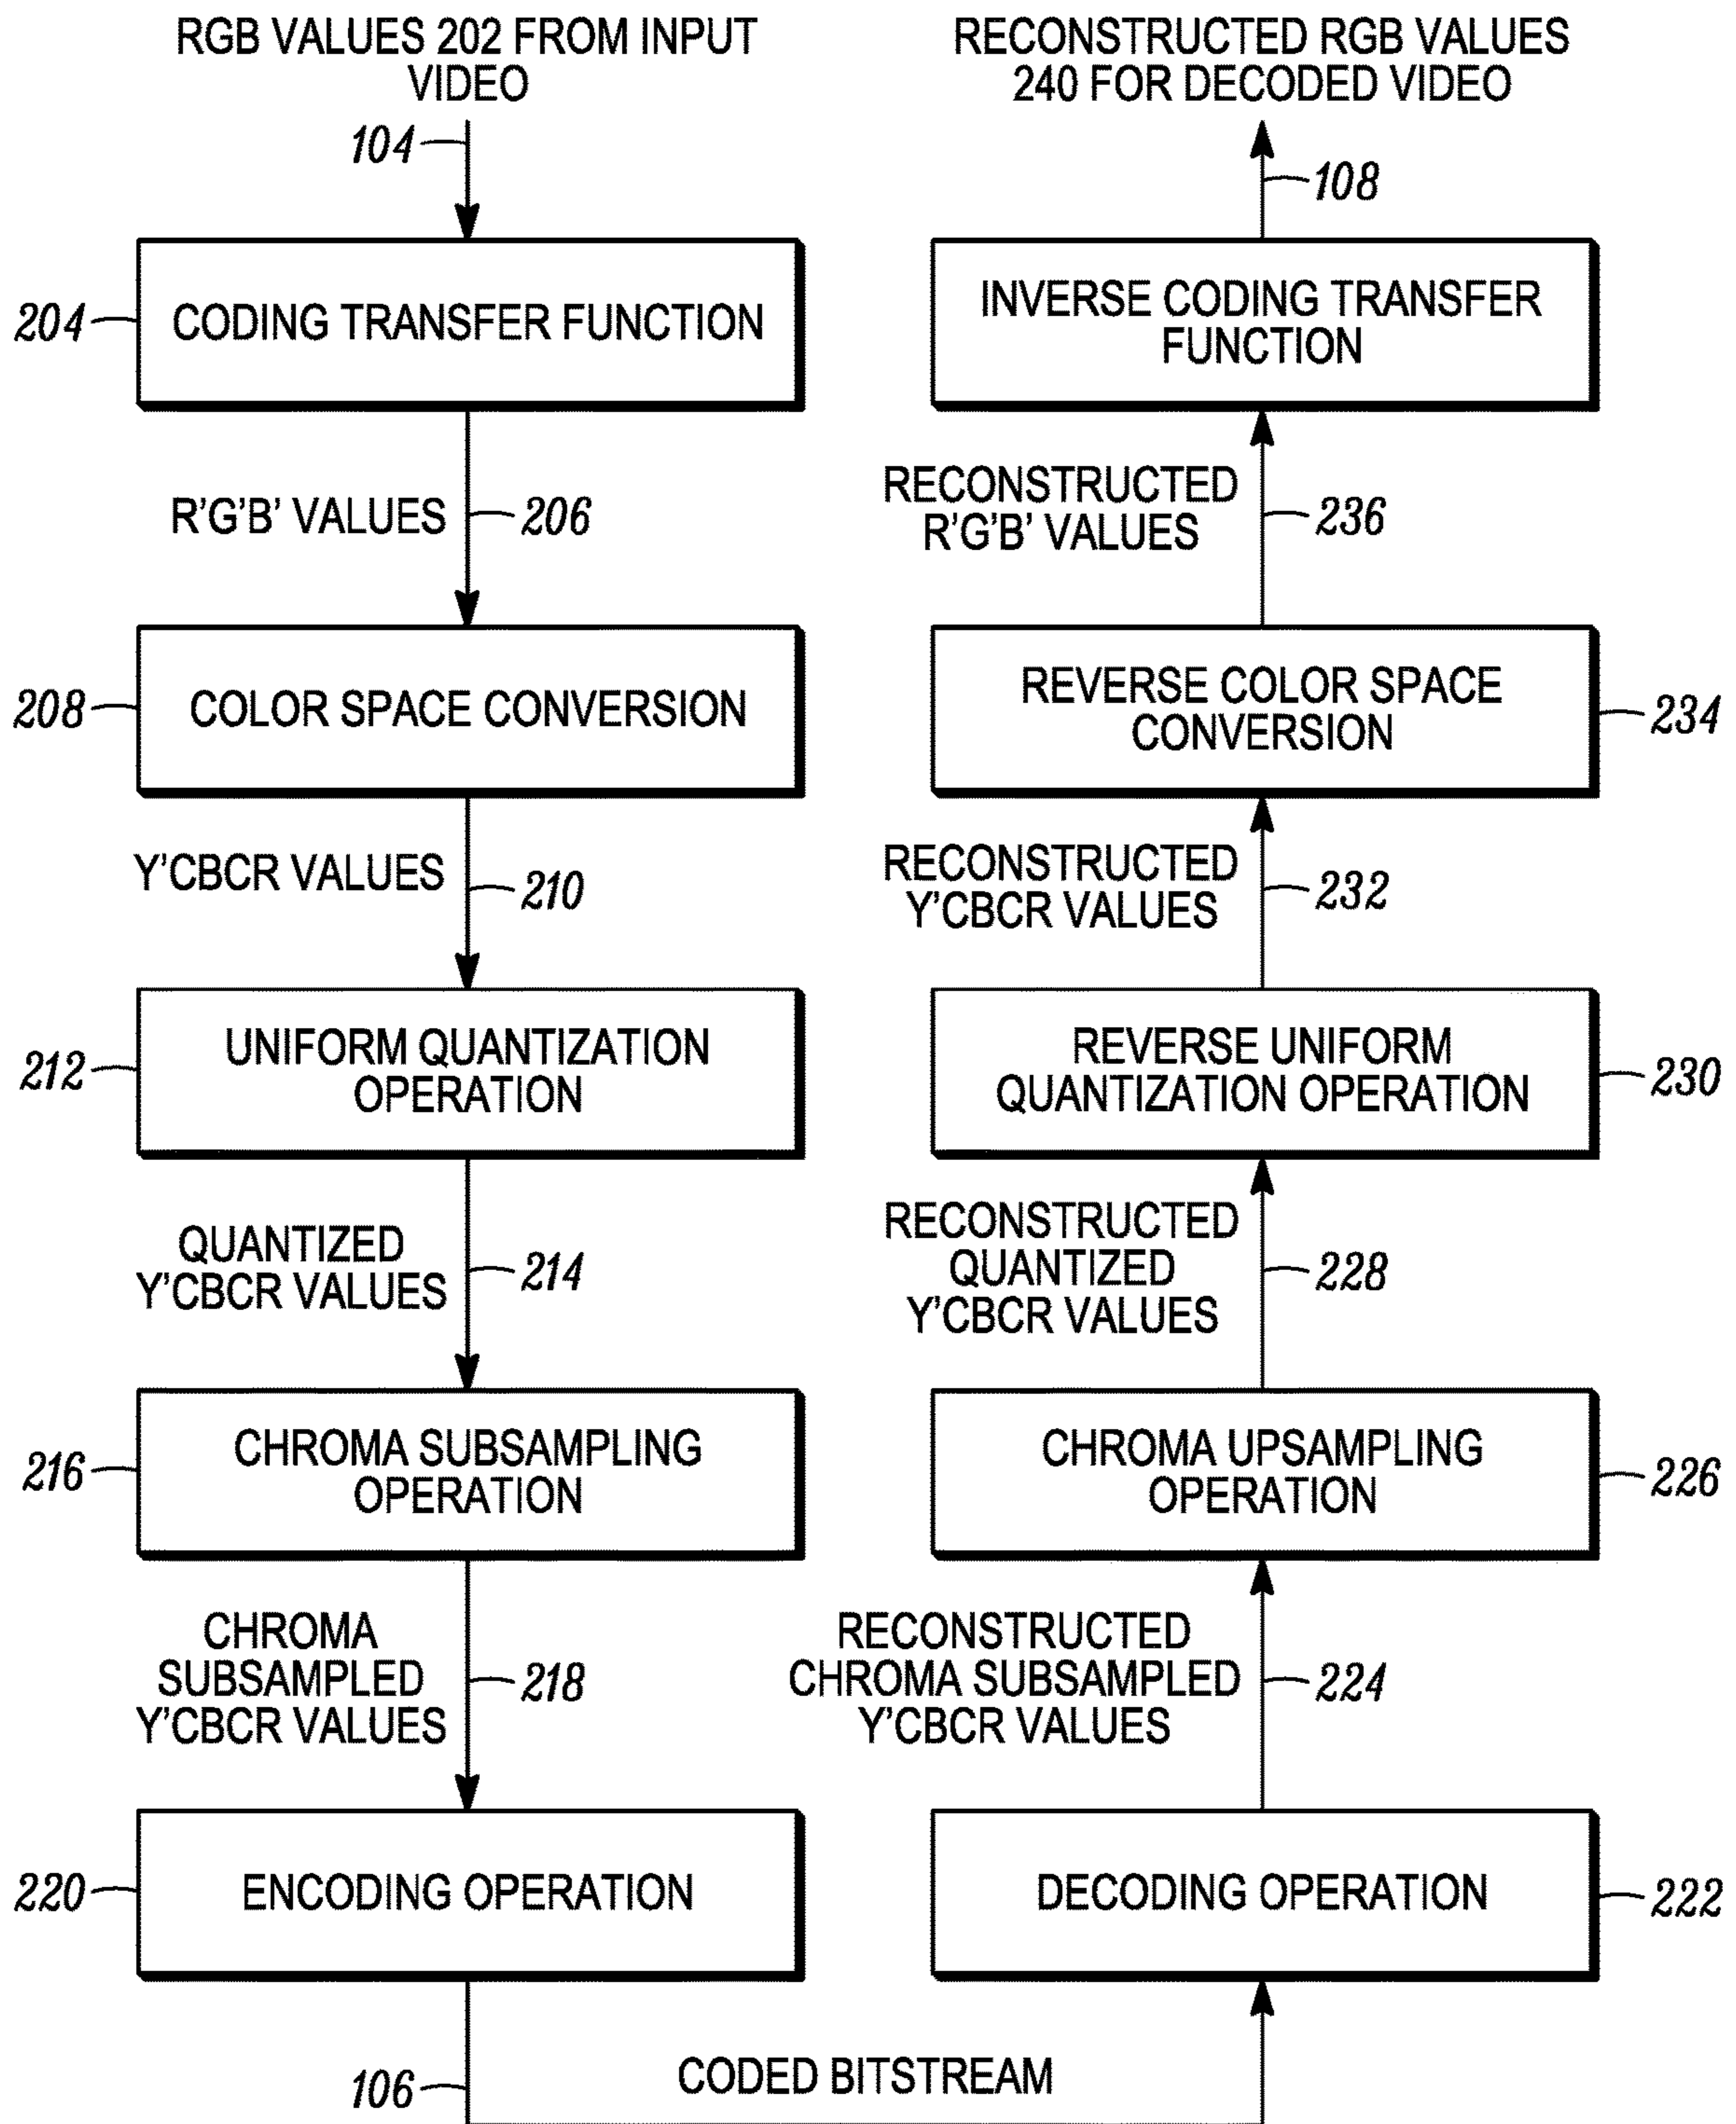 RGB VALUES 202 FROM INPUT
VIDEO
104
204
CODING TRANSFER FUNCTION
R'G'B' VALUES
206
208
COLOR SPACE CONVERSION
Y'CBCR VALUES
210
212
UNIFORM QUANTIZATION
OPERATION
QUANTIZED
Y'CBCR VALUES
214
216
CHROMA SUBSAMPLING
OPERATION
CHROMA
SUBSAMPLED
Y'CBCR VALUES
218
220
ENCODING OPERATION
106
CODED BITSTREAM
RECONSTRUCTED RGB VALUES
240 FOR DECODED VIDEO
108
INVERSE CODING TRANSFER
FUNCTION
RECONSTRUCTED
R'G'B' VALUES
236
REVERSE COLOR SPACE
CONVERSION
234
RECONSTRUCTED
Y'CBCR VALUES
232
REVERSE UNIFORM
QUANTIZATION OPERATION
230
RECONSTRUCTED
QUANTIZED
Y'CBCR VALUES
228
CHROMA UPSAMPLING
OPERATION
226
RECONSTRUCTED
CHROMA SUBSAMPLED
Y'CBCR VALUES
224
DECODING OPERATION
222